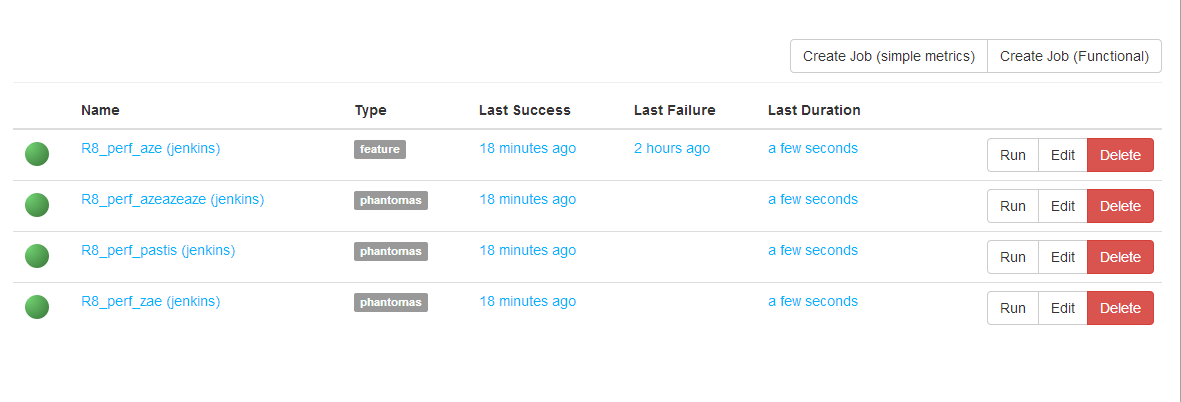 Create Job (simple metrics) Create Job (Functional)
Name Type Last Success Last Failure Last Duration
R8_perf_aze (jenkins) feature 18 minutes ago 2 hours ago a few seconds Run Edit Delete
R8_perf_azeazeaze (jenkins) phantomas 18 minutes ago a few seconds Run Edit Delete
R8_perf_pastis (jenkins) phantomas 18 minutes ago a few seconds Run Edit Delete
R8_perf_zae (jenkins) phantomas 18 minutes ago a few seconds Run Edit Delete